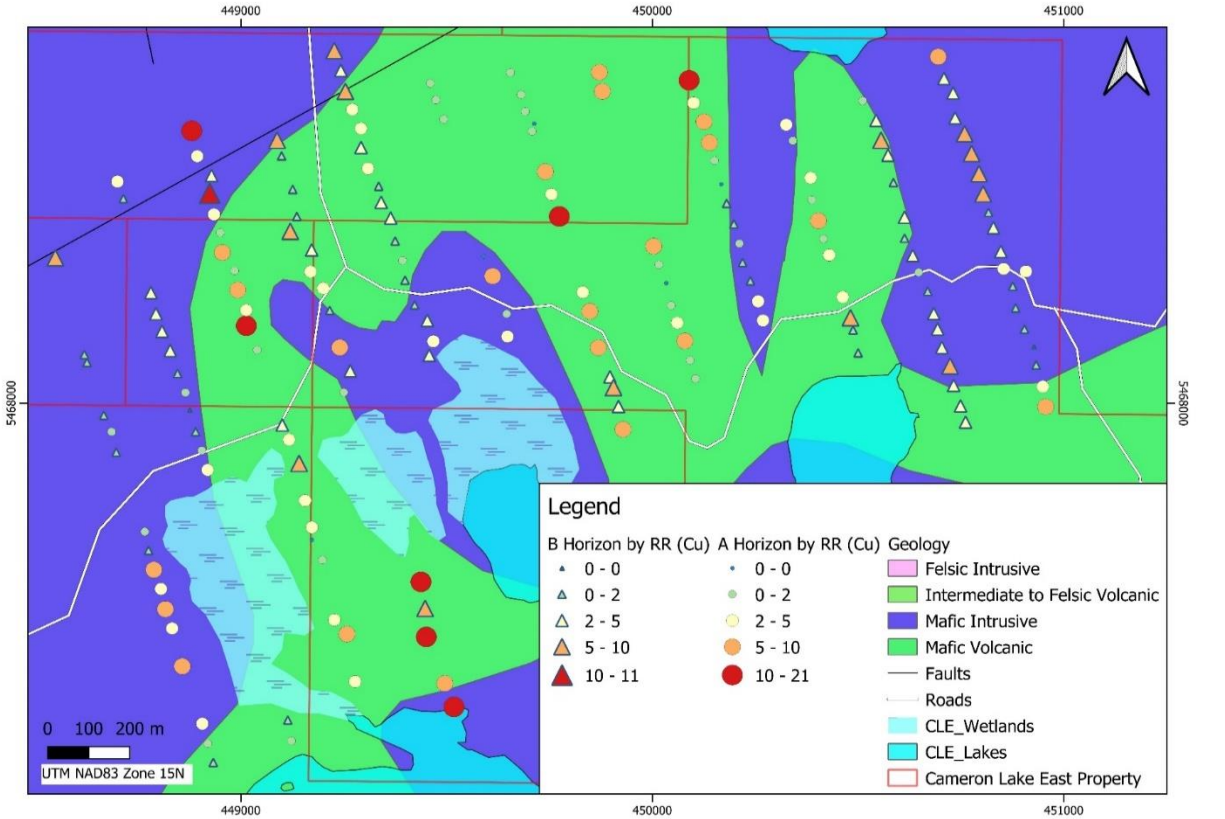 449000 450000 451000
5468000 5468000
Legend
B Horizon by RR (Cu) A Horizon by RR (Cu) Geology
0 - 0 0 - 0 Felsic Intrusive
0 - 2 0 - 2 Intermediate to Felsic Volcanic
2 - 5 2 - 5 Mafic Intrusive
5 - 10 5 - 10 Mafic Volcanic
10 - 11 10 - 21 Faults
Roads
CLE_Wetlands
CLE_Lakes
Cameron Lake East Property
0 100 200 m
UTM NAD83 Zone 15N
449000 450000 451000